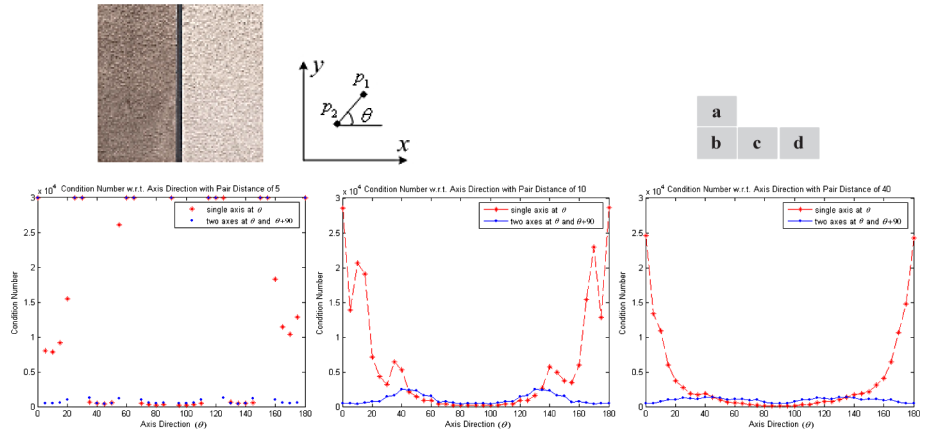 y
p1
p2
θ
x
a
b c d
Condition Number w.r.t. Axis Direction with Pair Distance of 5
x 10^4
3
2.5
2
1.5
1
0.5
0
Condition Number
single axis at θ
two axes at θ and θ+90
0 20 40 60 80 100 120 140 160 180
Axis Direction (θ)
Condition Number w.r.t. Axis Direction with Pair Distance of 10
x 10^4
3
2.5
2
1.5
1
0.5
0
Condition Number
single axis at θ
two axes at θ and θ+90
0 20 40 60 80 100 120 140 160 180
Axis Direction (θ)
Condition Number w.r.t. Axis Direction with Pair Distance of 40
x 10^4
3
2.5
2
1.5
1
0.5
0
Condition Number
single axis at θ
two axes at θ and θ+90
0 20 40 60 80 100 120 140 160 180
Axis Direction (θ)